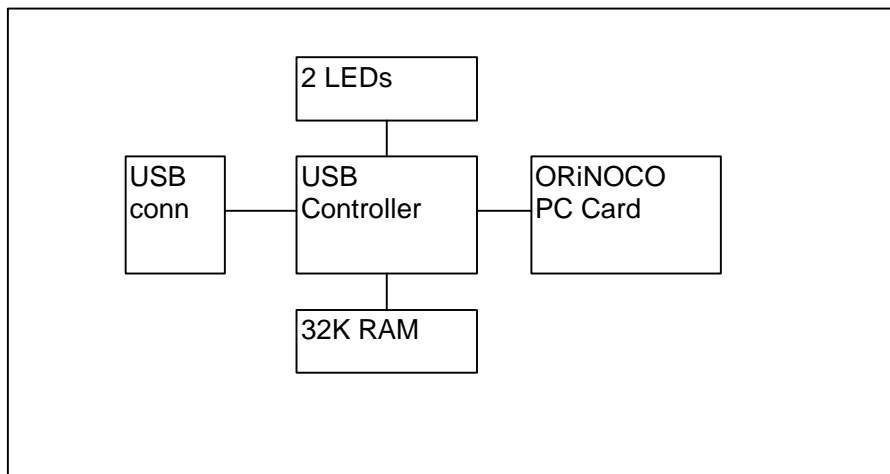 2 LEDs
USB
conn
USB
Controller
ORiNOCO
PC Card
32K RAM